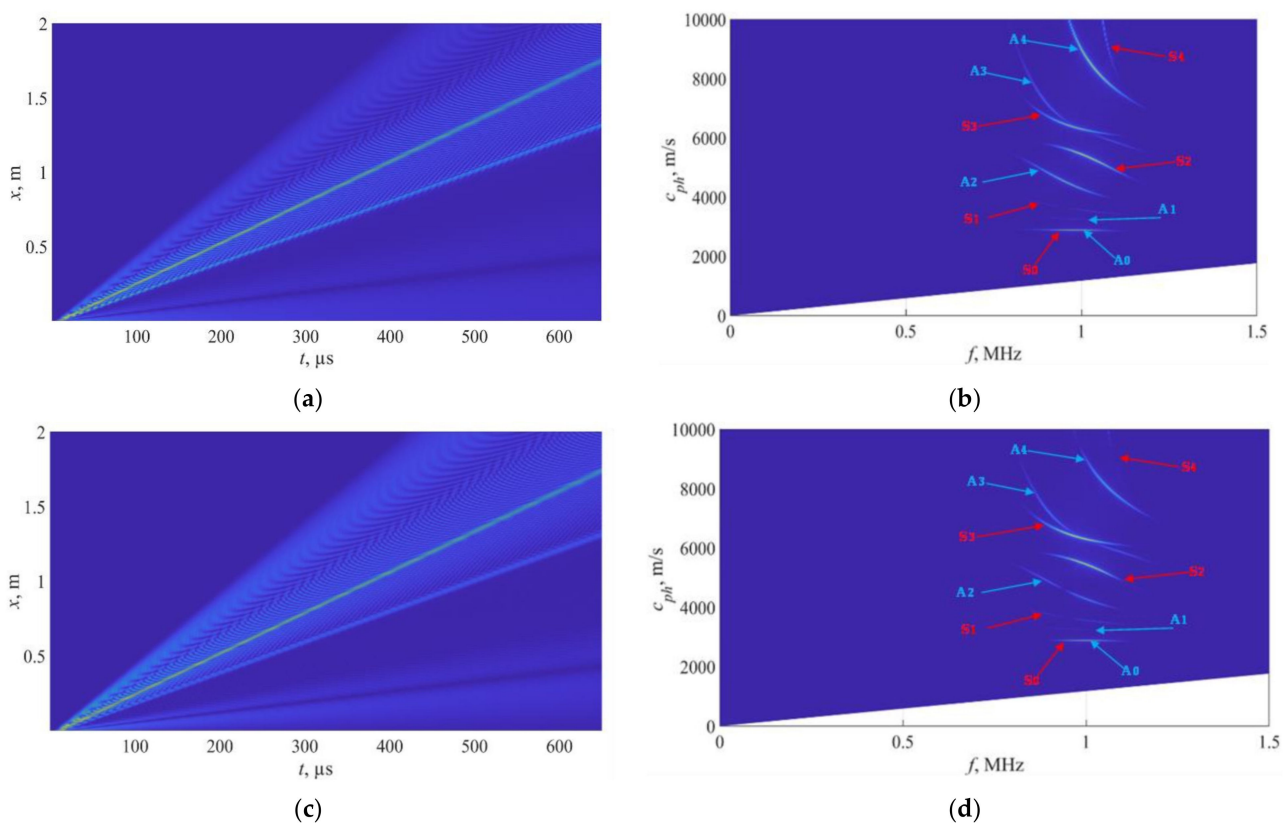 2
1.5
1
0.5
x, m
100 200 300 400 500 600
t, μs
(a)
10000
8000
6000
4000
2000
0
c_ph, m/s
A4
S4
A3
S3
S2
A2
S1
A1
S0
A0
0 0.5 1 1.5
f, MHz
(b)
2
1.5
1
0.5
x, m
100 200 300 400 500 600
t, μs
(c)
10000
8000
6000
4000
2000
0
c_ph, m/s
A4
S4
A3
S3
S2
A2
S1
A1
S0
A0
0 0.5 1 1.5
f, MHz
(d)